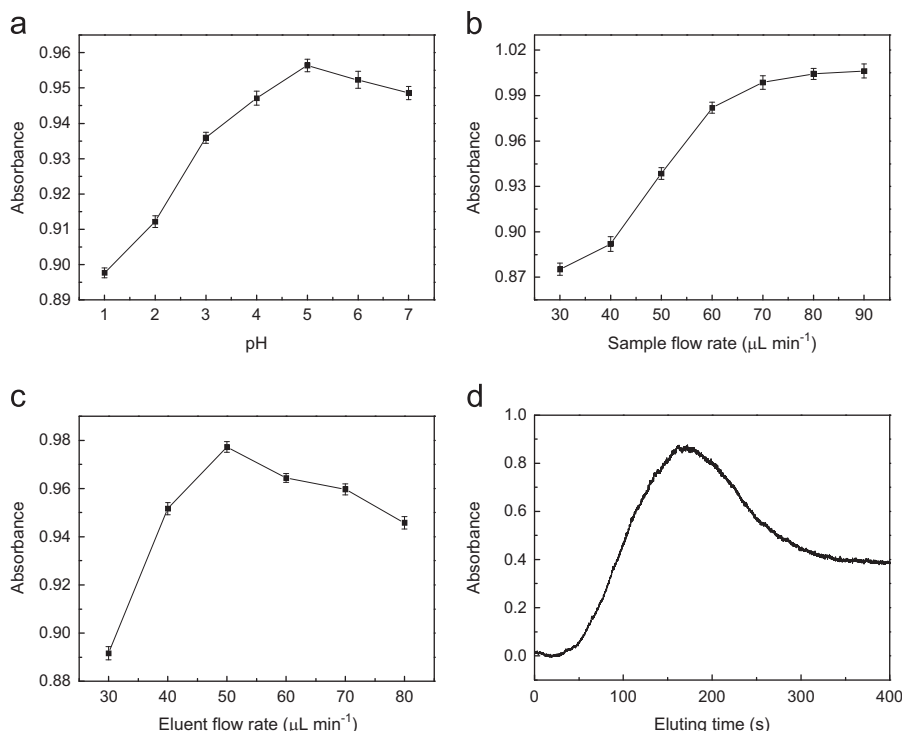 a
0.96
0.95
0.94
0.93
0.92
0.91
0.90
0.89
Absorbance
1 2 3 4 5 6 7
pH
b
1.02
0.99
0.96
0.93
0.90
0.87
Absorbance
30 40 50 60 70 80 90
Sample flow rate (μL min⁻¹)
c
0.98
0.96
0.94
0.92
0.90
0.88
Absorbance
30 40 50 60 70 80
Eluent flow rate (μL min⁻¹)
d
1.0
0.8
0.6
0.4
0.2
0.0
Absorbance
0 100 200 300 400
Eluting time (s)